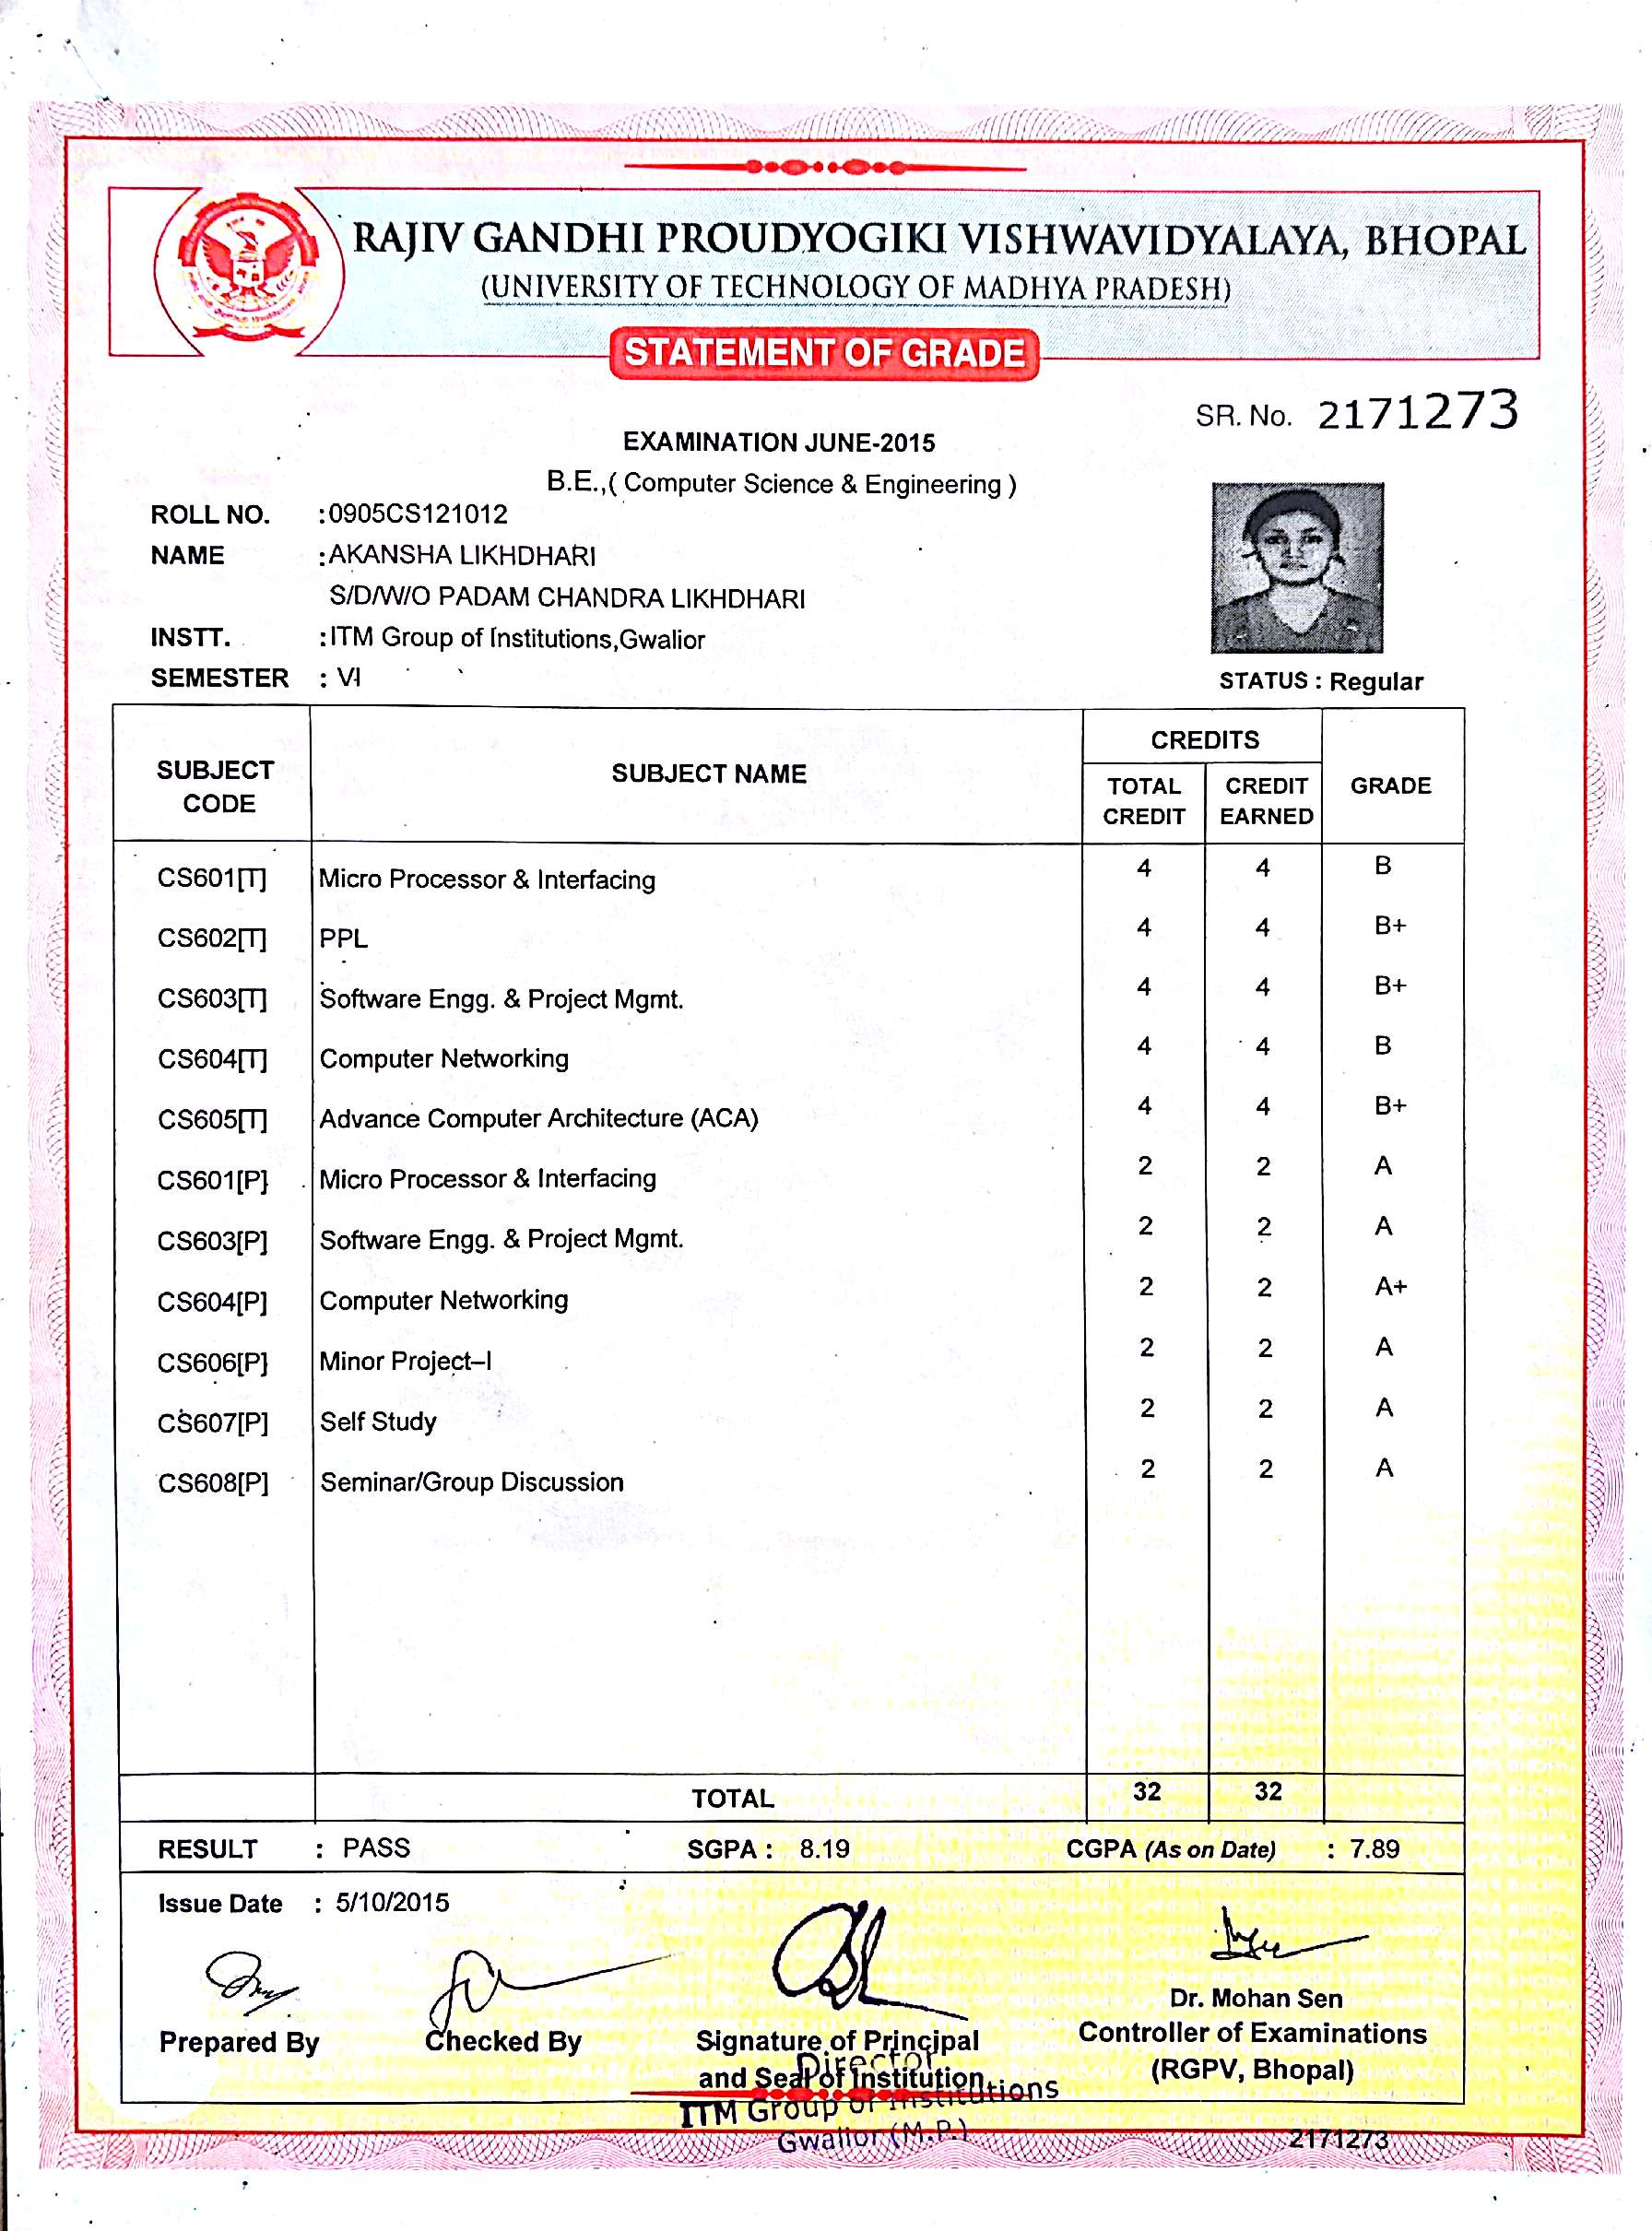 RAJIV GANDHI PROUDYOGIKI VISHWAVIDYALAYA, BHOPAL
(UNIVERSITY OF TECHNOLOGY OF MADHYA PRADESH)
STATEMENT OF GRADE
SR. No. 2171273
EXAMINATION JUNE-2015
B.E.,( Computer Science & Engineering )
ROLL NO. :0905CS121012
NAME :AKANSHA LIKHDHARI
S/D/W/O PADAM CHANDRA LIKHDHARI
INSTT. :ITM Group of Institutions,Gwalior
SEMESTER : VI
STATUS : Regular
SUBJECT CODE SUBJECT NAME CREDITS GRADE
TOTAL CREDIT CREDIT EARNED
CS601[T] Micro Processor & Interfacing 4 4 B
CS602[T] PPL 4 4 B+
CS603[T] Software Engg. & Project Mgmt. 4 4 B+
CS604[T] Computer Networking 4 4 B
CS605[T] Advance Computer Architecture (ACA) 4 4 B+
CS601[P] Micro Processor & Interfacing 2 2 A
CS603[P] Software Engg. & Project Mgmt. 2 2 A
CS604[P] Computer Networking 2 2 A+
CS606[P] Minor Project–I 2 2 A
CS607[P] Self Study 2 2 A
CS608[P] Seminar/Group Discussion 2 2 A
TOTAL 32 32
RESULT : PASS SGPA : 8.19 CGPA (As on Date) : 7.89
Issue Date : 5/10/2015
Prepared By
Checked By
Signature of Principal
and Seal of Institution
Director
ITM Group of Institutions
Gwalior (M.P.)
Dr. Mohan Sen
Controller of Examinations
(RGPV, Bhopal)
2171273